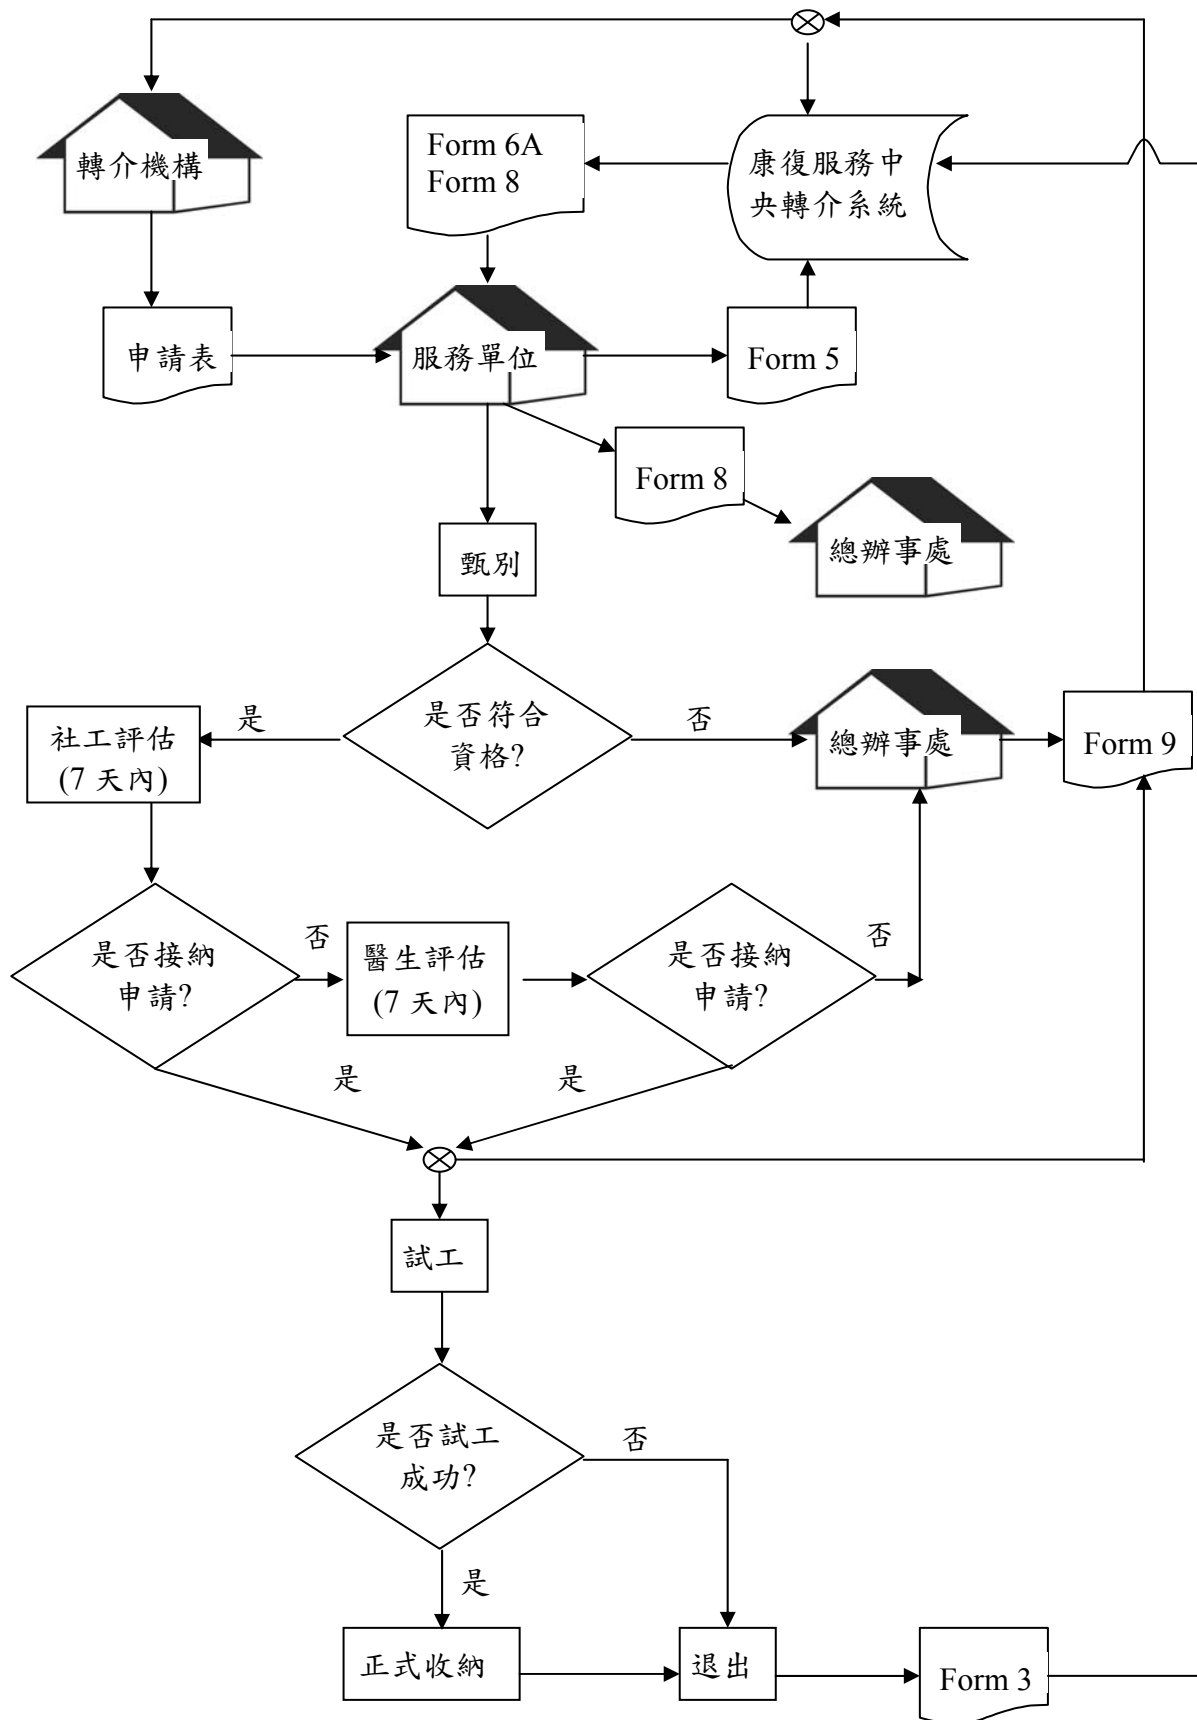 轉介機構
Form 6A
Form 8
康復服務中
央轉介系統
申請表
服務單位
Form 5
Form 8
總辦事處
甄別
是否符合
資格?
是
否
社工評估
(7 天內)
總辦事處
Form 9
是否接納
申請?
否
醫生評估
(7 天內)
是否接納
申請?
否
是
是
試工
是否試工
成功?
否
是
正式收納
退出
Form 3